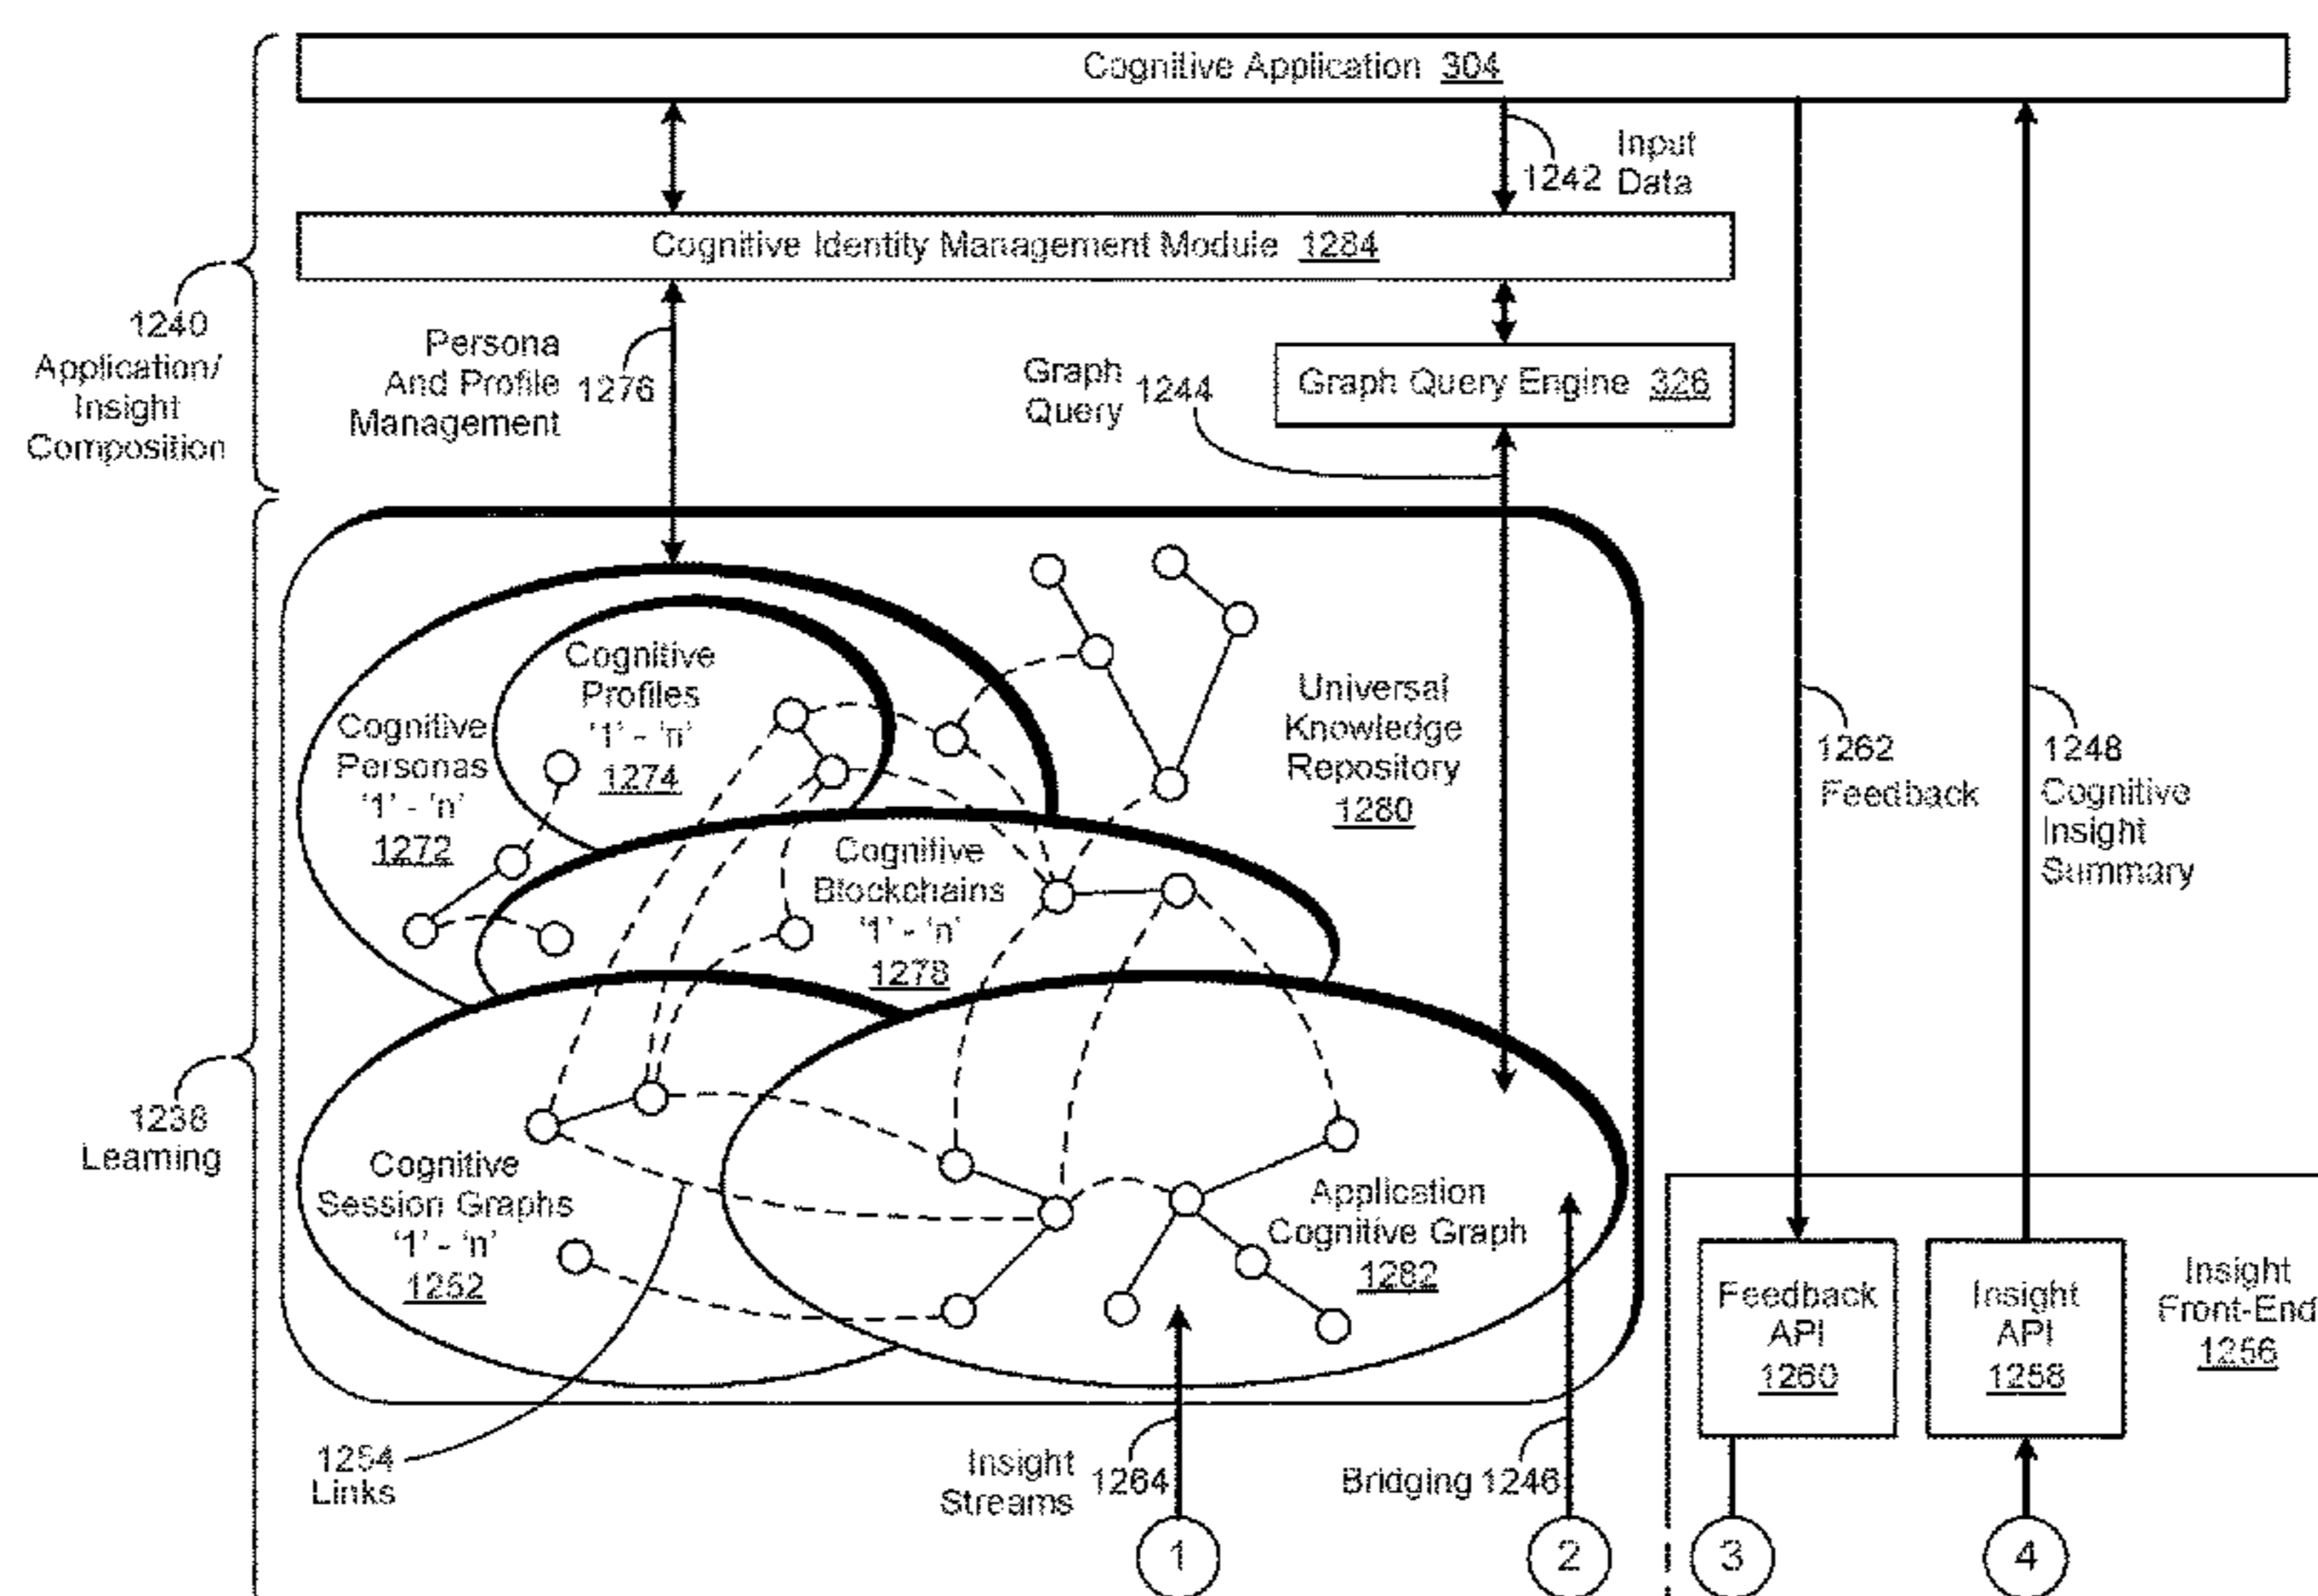 Cognitive Application 304
Input
1242 Data
Cognitive Identity Management Module 1284
1240
Application/
Insight
Composition
Persona
And Profile
Management
1276
Graph
Query
1244
Graph Query Engine 326
Cognitive
Profiles
'1' - 'n'
1274
Cognitive
Personas
'1' - 'n'
1272
Universal
Knowledge
Repository
1280
1262
Feedback
1248
Cognitive
Insight
Summary
Cognitive
Blockchains
'1' - 'n'
1278
1238
Learning
Cognitive
Session Graphs
'1' - 'n'
1252
Application
Cognitive Graph
1282
Feedback
API
1260
Insight
API
1258
Insight
Front-End
1256
1254
Links
Insight
Streams
1264
Bridging 1246
1
2
3
4